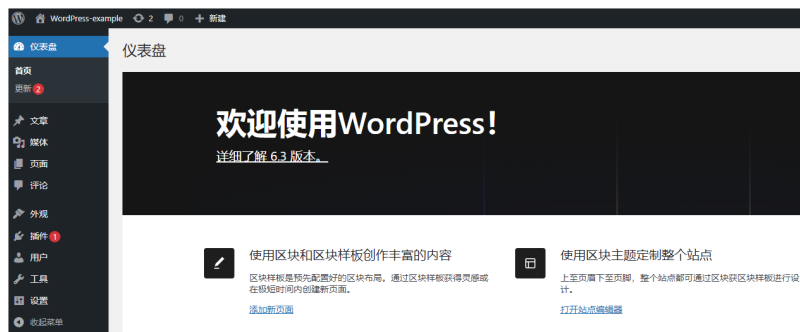 WordPress-example 2 0 新建
仪表盘
首页
更新 2
文章
媒体
页面
评论
外观
插件 1
用户
工具
设置
收起菜单
仪表盘
欢迎使用WordPress！
详细了解 6.3 版本。
使用区块和区块样板创作丰富的内容
区块样板是预先配置好的区块布局。通过区块样板获得灵感或
在极短时间内创建新页面。
添加新页面
使用区块主题定制整个站点
上至页眉下至页脚，整个站点都可通过区块获区块样板进行设
计。
打开站点编辑器